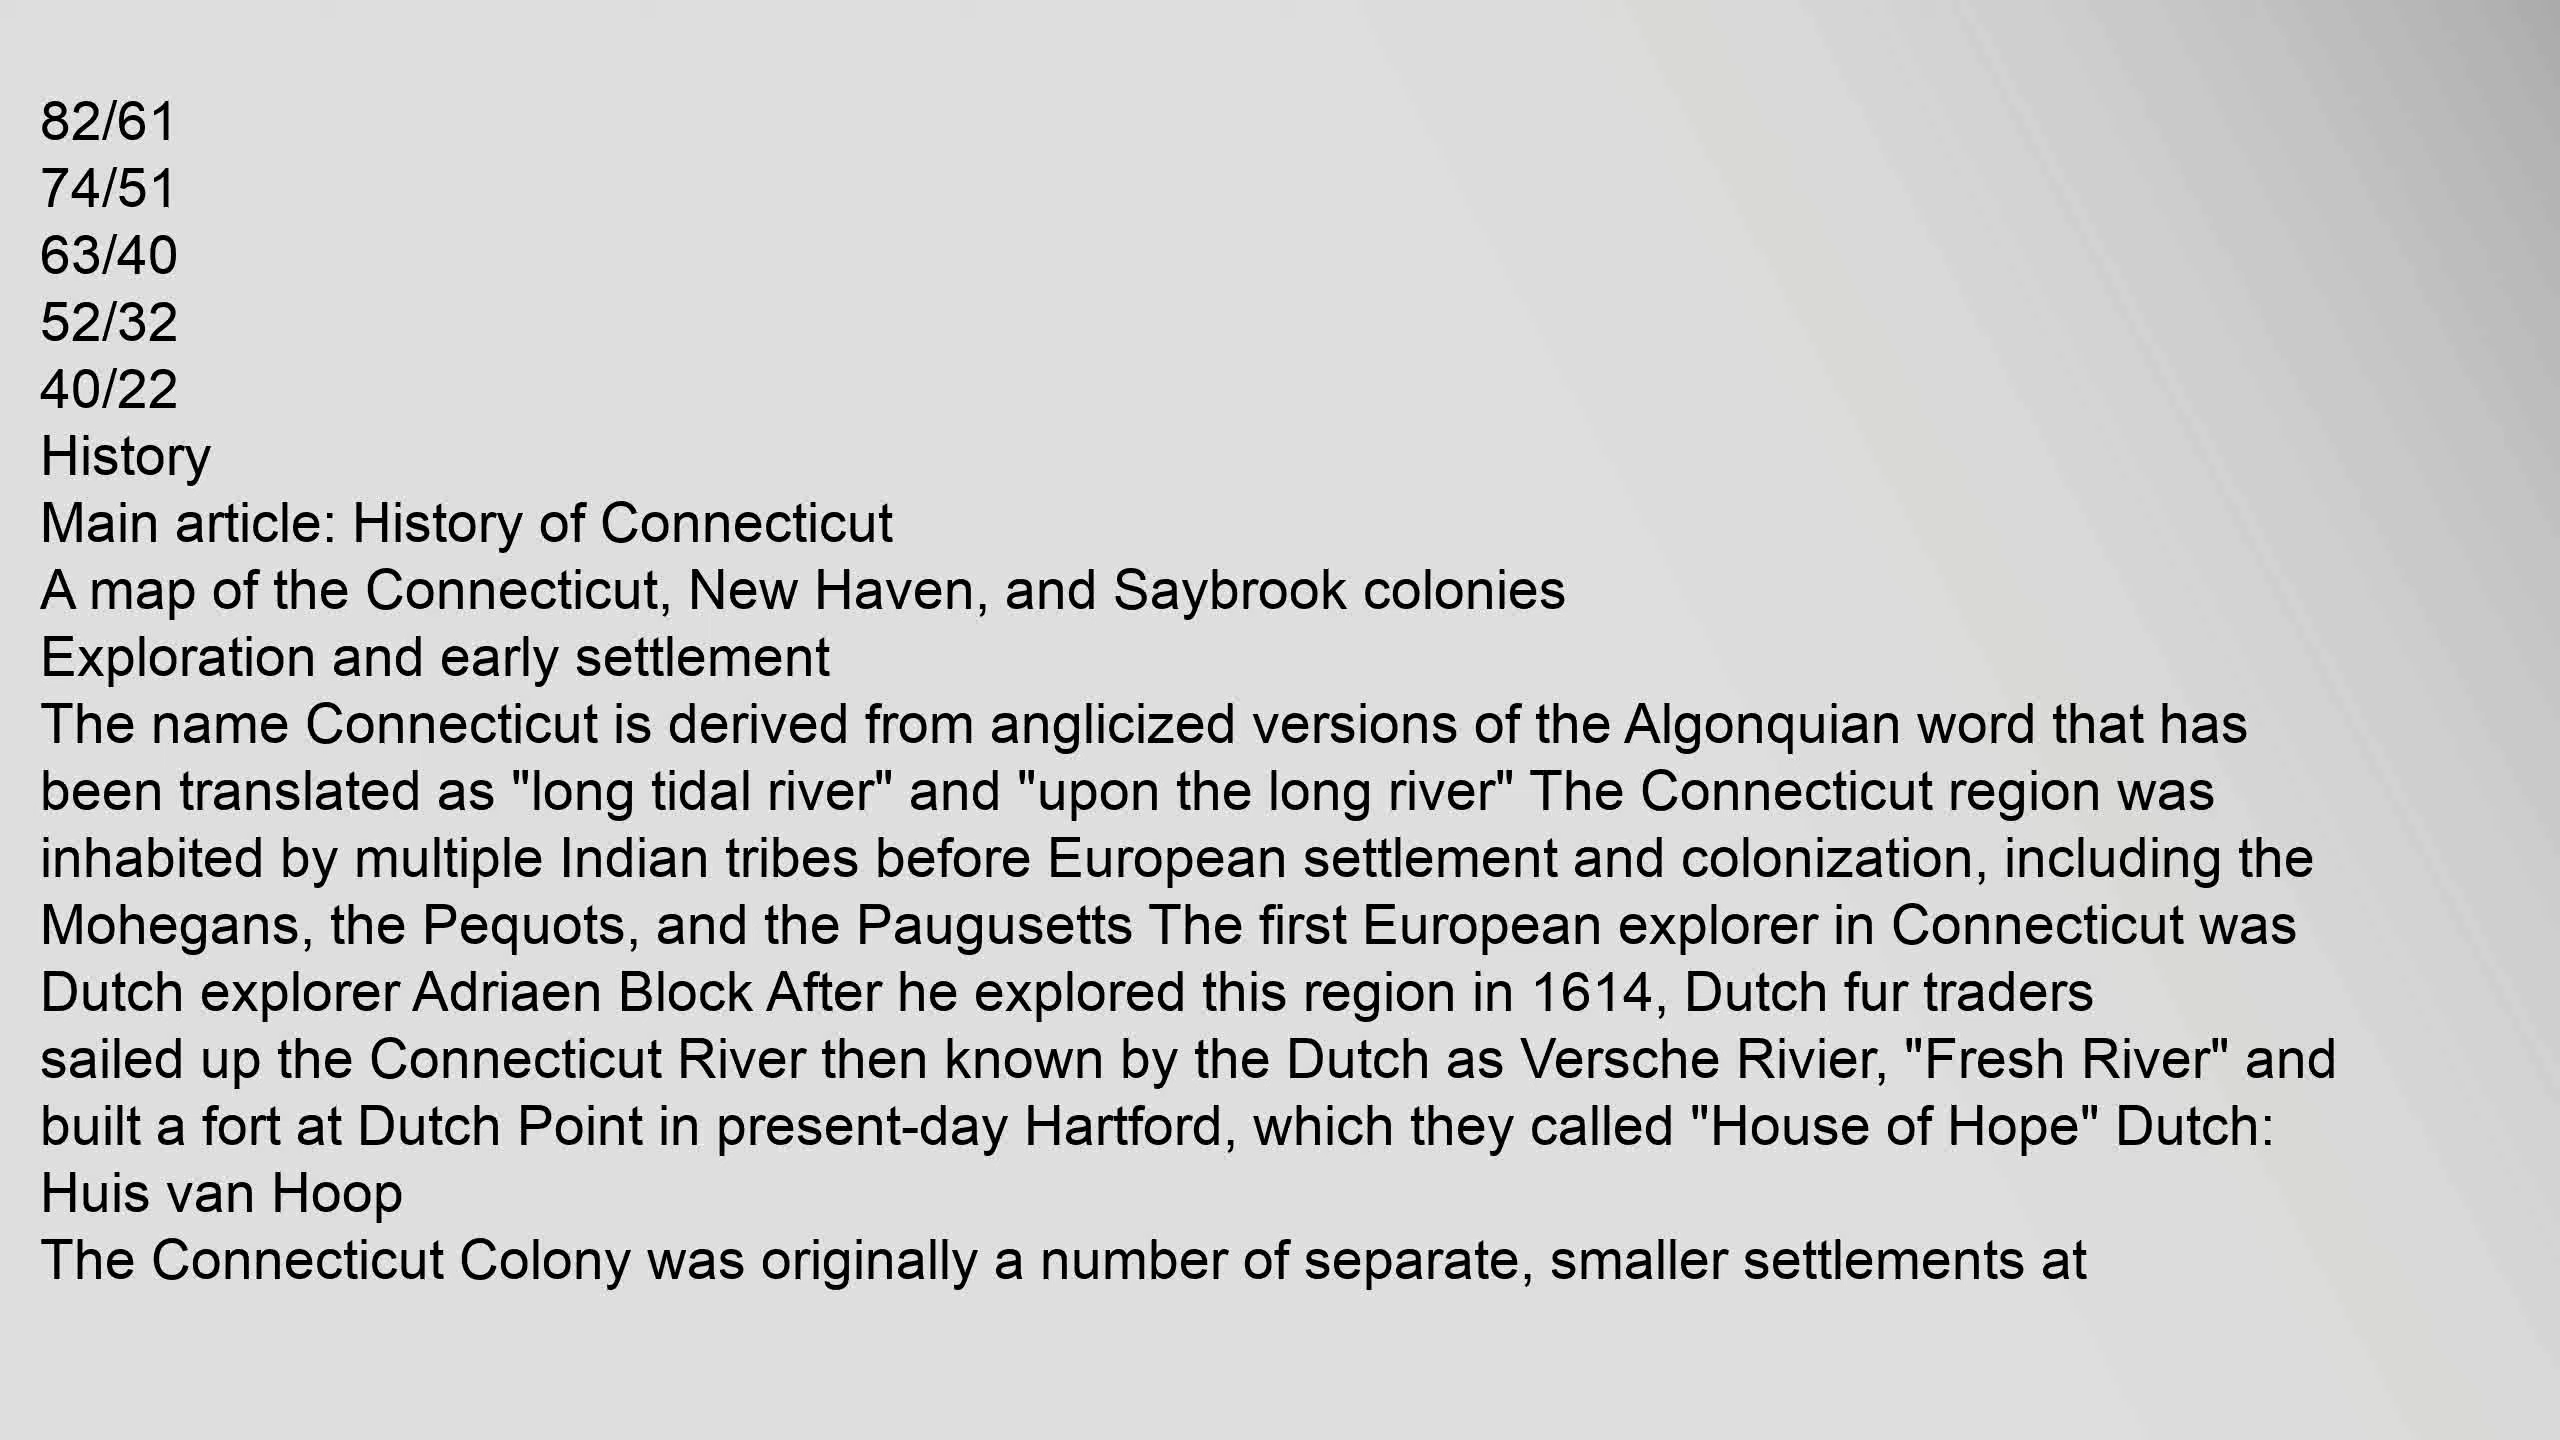 82/61
74/51
63/40
52/32
40/22
History
Main article: History of Connecticut
A map of the Connecticut, New Haven, and Saybrook colonies
Exploration and early settlement
The name Connecticut is derived from anglicized versions of the Algonquian word that has
been translated as "long tidal river" and "upon the long river" The Connecticut region was
inhabited by multiple Indian tribes before European settlement and colonization, including the
Mohegans, the Pequots, and the Paugusetts The first European explorer in Connecticut was
Dutch explorer Adriaen Block After he explored this region in 1614, Dutch fur traders
sailed up the Connecticut River then known by the Dutch as Versche Rivier, "Fresh River" and
built a fort at Dutch Point in present-day Hartford, which they called "House of Hope" Dutch:
Huis van Hoop
The Connecticut Colony was originally a number of separate, smaller settlements at